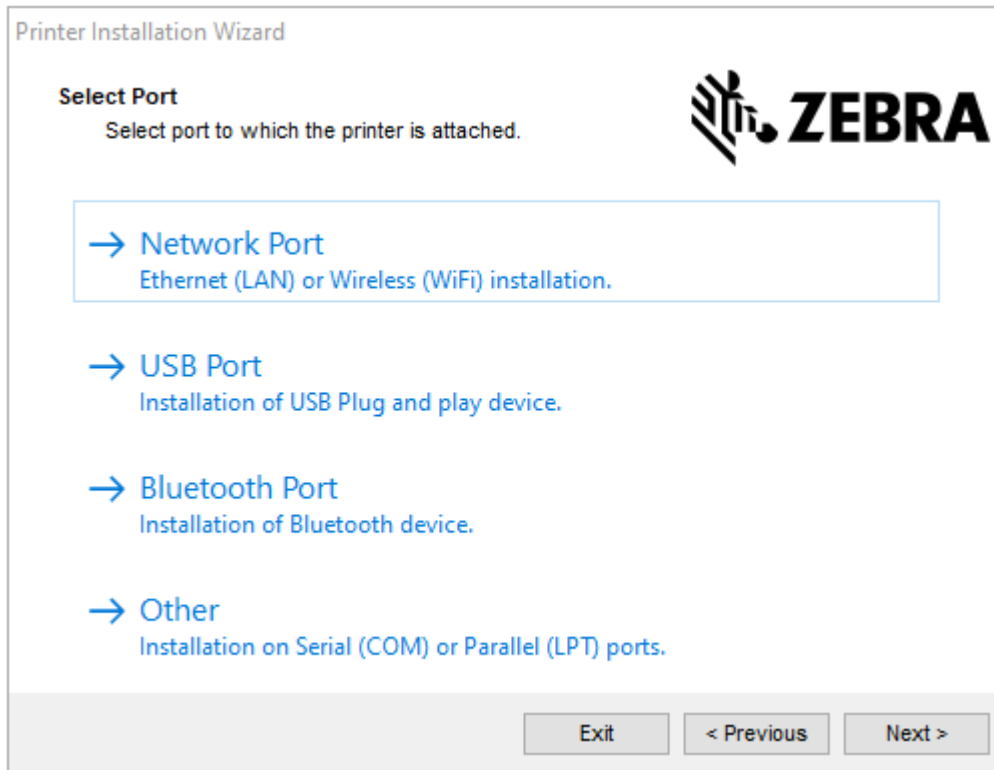 Printer Installation Wizard
Select Port
Select port to which the printer is attached.
ZEBRA
→ Network Port
Ethernet (LAN) or Wireless (WiFi) installation.
→ USB Port
Installation of USB Plug and play device.
→ Bluetooth Port
Installation of Bluetooth device.
→ Other
Installation on Serial (COM) or Parallel (LPT) ports.
Exit < Previous Next >